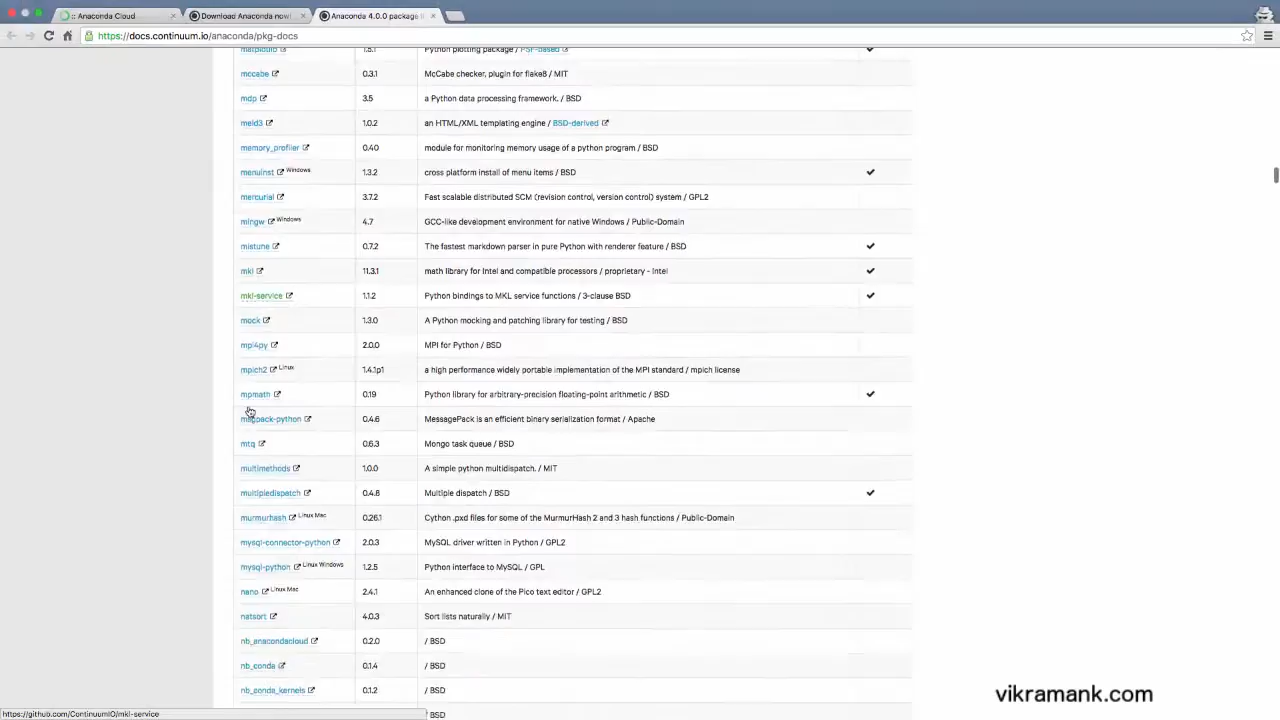 :: Anaconda Cloud
Download Anaconda now!
Anaconda 4.0.0 package li
https://docs.continuum.io/anaconda/pkg-docs
matplotlib 1.5.1 Python plotting package / PSF-based
mccabe 0.3.1 McCabe checker, plugin for flake8 / MIT
mdp 3.5 a Python data processing framework. / BSD
meld3 1.0.2 an HTML/XML templating engine / BSD-derived
memory_profiler 0.40 module for monitoring memory usage of a python program / BSD
menuinst Windows 1.3.2 cross platform install of menu items / BSD
mercurial 3.7.2 Fast scalable distributed SCM (revision control, version control) system / GPL2
mingw Windows 4.7 GCC-like development environment for native Windows / Public-Domain
mistune 0.7.2 The fastest markdown parser in pure Python with renderer feature / BSD
mkl 11.3.1 math library for Intel and compatible processors / proprietary - Intel
mkl-service 1.1.2 Python bindings to MKL service functions / 3-clause BSD
mock 1.3.0 A Python mocking and patching library for testing / BSD
mpi4py 2.0.0 MPI for Python / BSD
mpich2 Linux 1.4.1p1 a high performance widely portable implementation of the MPI standard / mpich license
mpmath 0.19 Python library for arbitrary-precision floating-point arithmetic / BSD
msgpack-python 0.4.6 MessagePack is an efficient binary serialization format / Apache
mtq 0.6.3 Mongo task queue / BSD
multimethods 1.0.0 A simple python multidispatch. / MIT
multipledispatch 0.4.8 Multiple dispatch / BSD
murmurhash Linux Mac 0.26.1 Cython .pxd files for some of the MurmurHash 2 and 3 hash functions / Public-Domain
mysql-connector-python 2.0.3 MySQL driver written in Python / GPL2
mysql-python Linux Windows 1.2.5 Python interface to MySQL / GPL
nano Linux Mac 2.4.1 An enhanced clone of the Pico text editor / GPL2
natsort 4.0.3 Sort lists naturally / MIT
nb_anacondacloud 0.2.0 / BSD
nb_conda 0.1.4 / BSD
nb_conda_kernels 0.1.2 / BSD
vikramank.com
https://github.com/ContinuumIO/mkl-service BSD